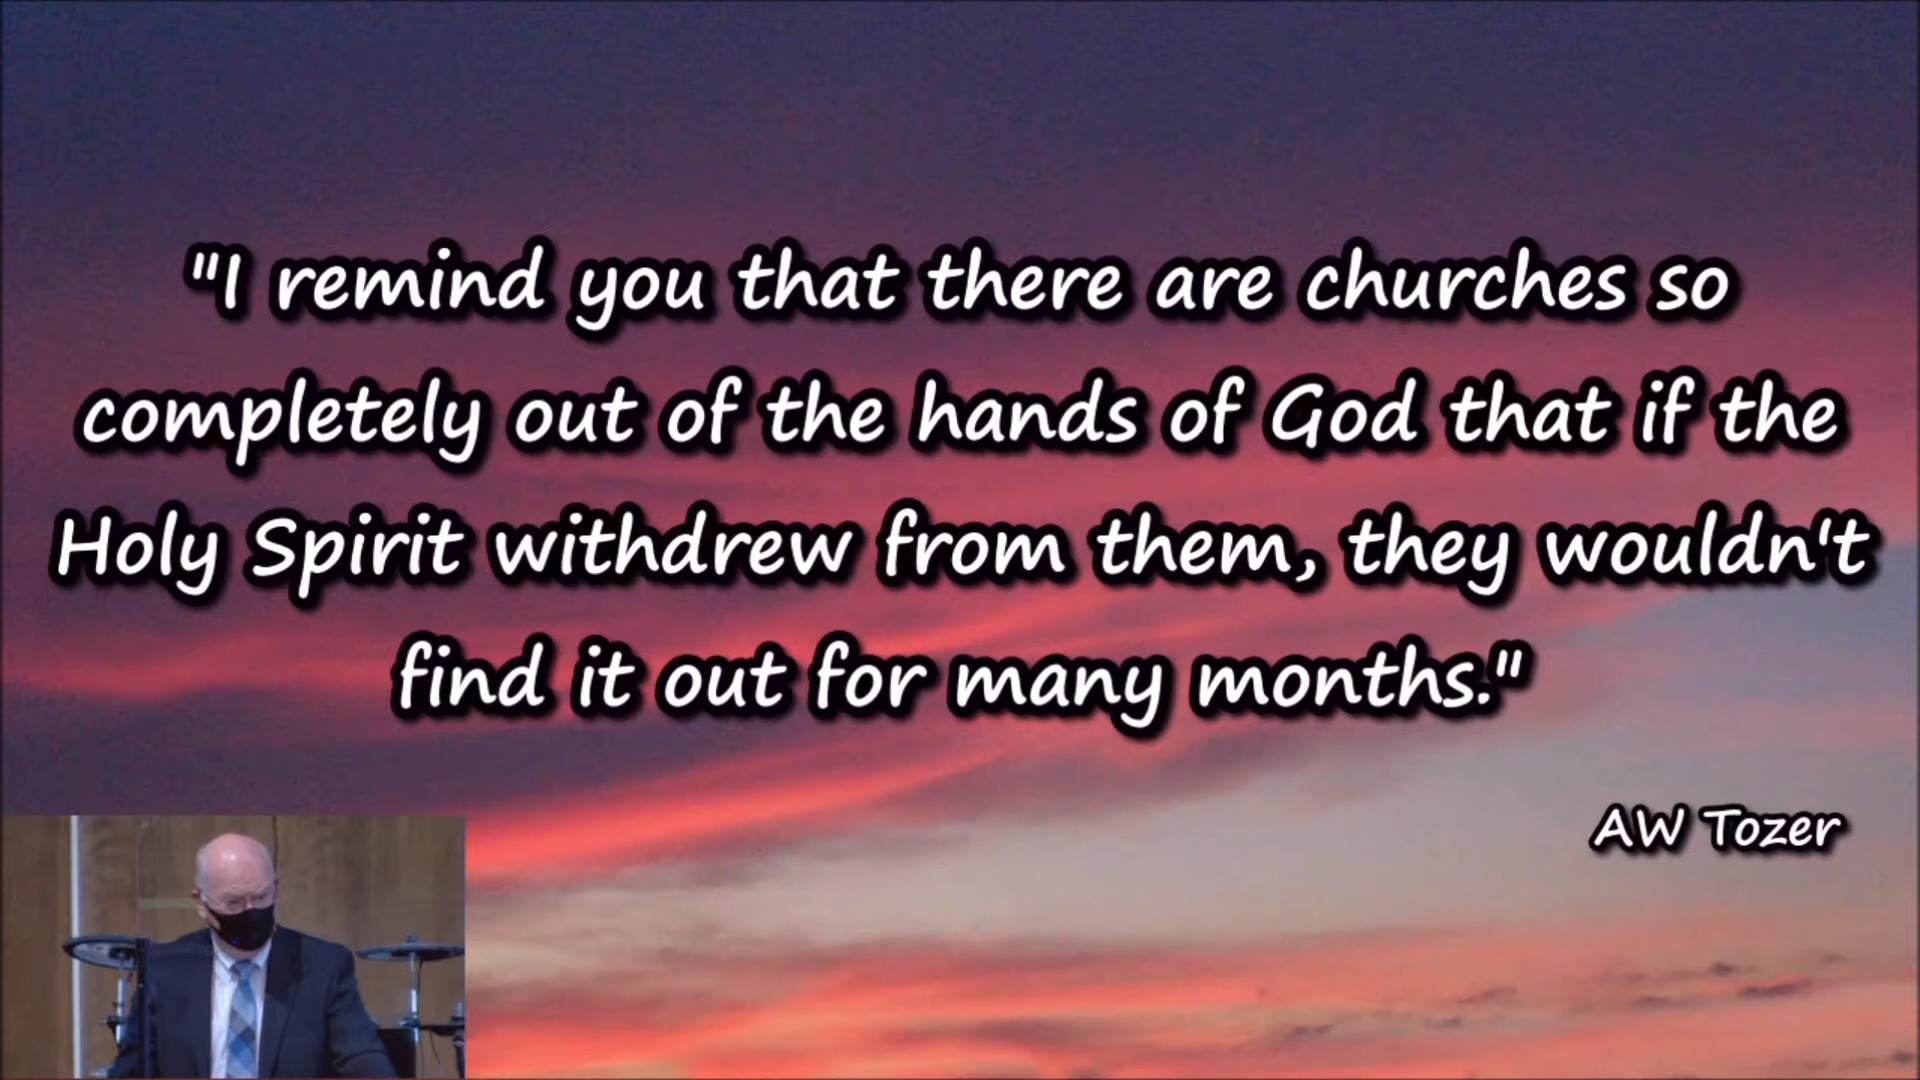 "I remind you that there are churches so
completely out of the hands of God that if the
Holy Spirit withdrew from them, they wouldn't
find it out for many months."
AW Tozer